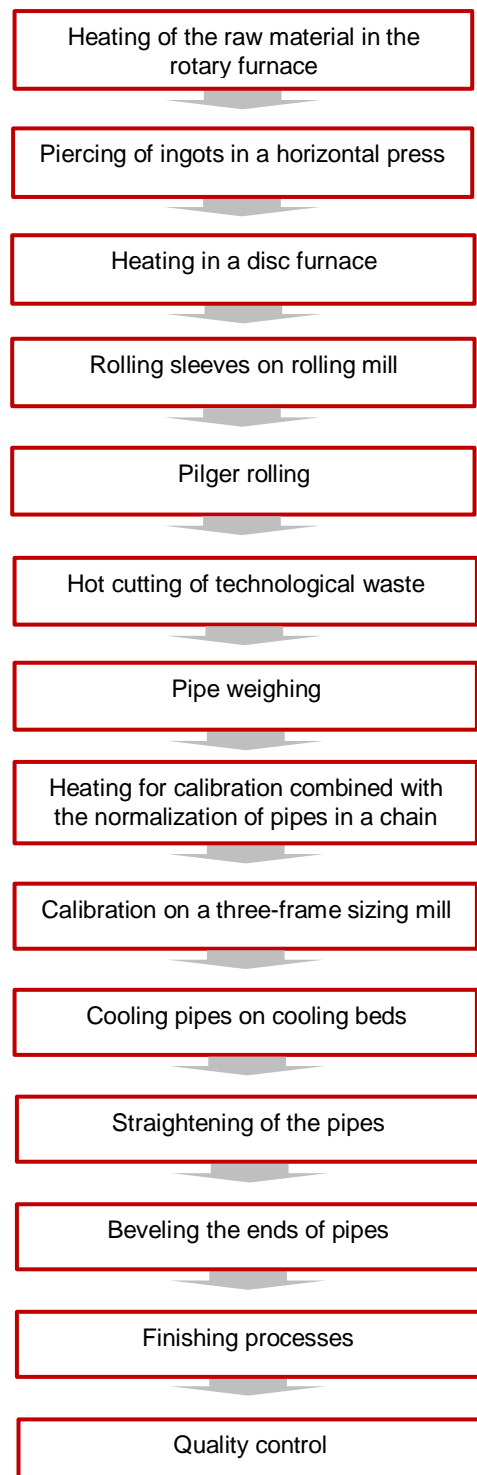 Heating of the raw material in the
rotary furnace
Piercing of ingots in a horizontal press
Heating in a disc furnace
Rolling sleeves on rolling mill
Pilger rolling
Hot cutting of technological waste
Pipe weighing
Heating for calibration combined with
the normalization of pipes in a chain
Calibration on a three-frame sizing mill
Cooling pipes on cooling beds
Straightening of the pipes
Beveling the ends of pipes
Finishing processes
Quality control